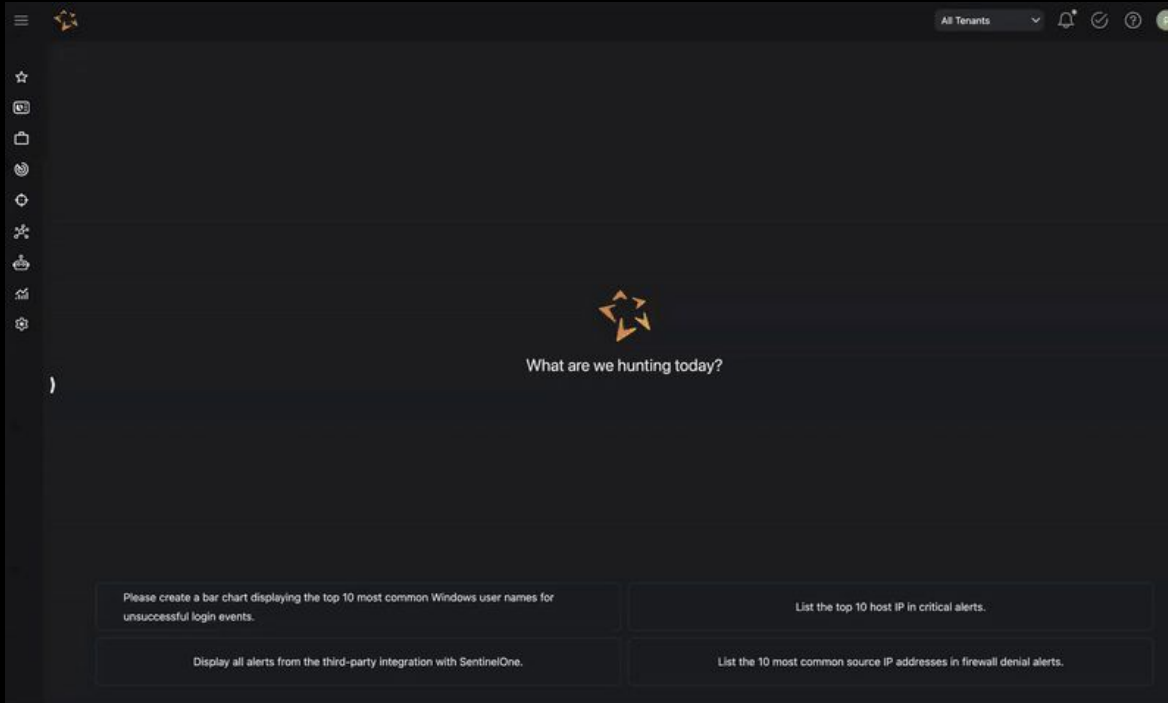 All Tenants
What are we hunting today?
Please create a bar chart displaying the top 10 most common Windows user names for
unsuccessful login events.
List the top 10 host IP in critical alerts.
Display all alerts from the third-party integration with SentinelOne.
List the 10 most common source IP addresses in firewall denial alerts.